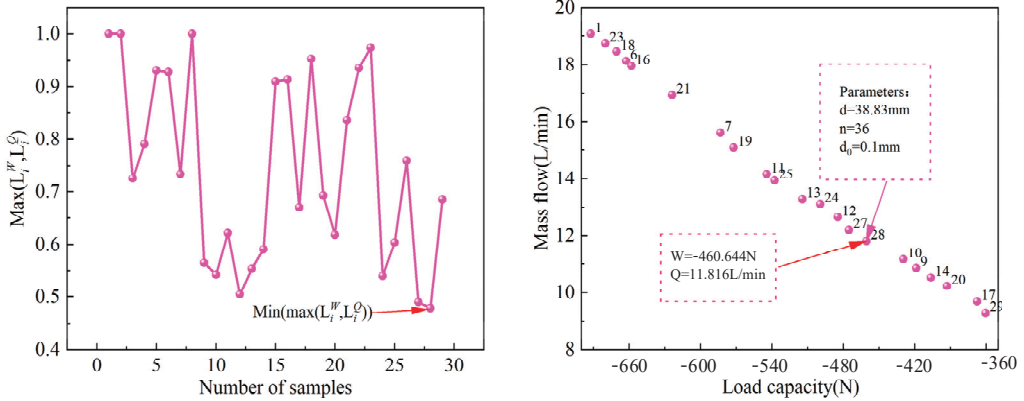 1.0
0.9
0.8
0.7
0.6
0.5
0.4
Max(L_i^W,L_i^Q)
Min(max(L_i^W,L_i^Q))
0 5 10 15 20 25 30
Number of samples
20
18
16
14
12
10
8
Mass flow(L/min)
1
23
18
6
16
21
7
19
11
25
13
24
12
27
28
10
9
14
20
17
29
Parameters:
d=38.83mm
n=36
d₀=0.1mm
W=-460.644N
Q=11.816L/min
-660 -600 -540 -480 -420 -360
Load capacity(N)